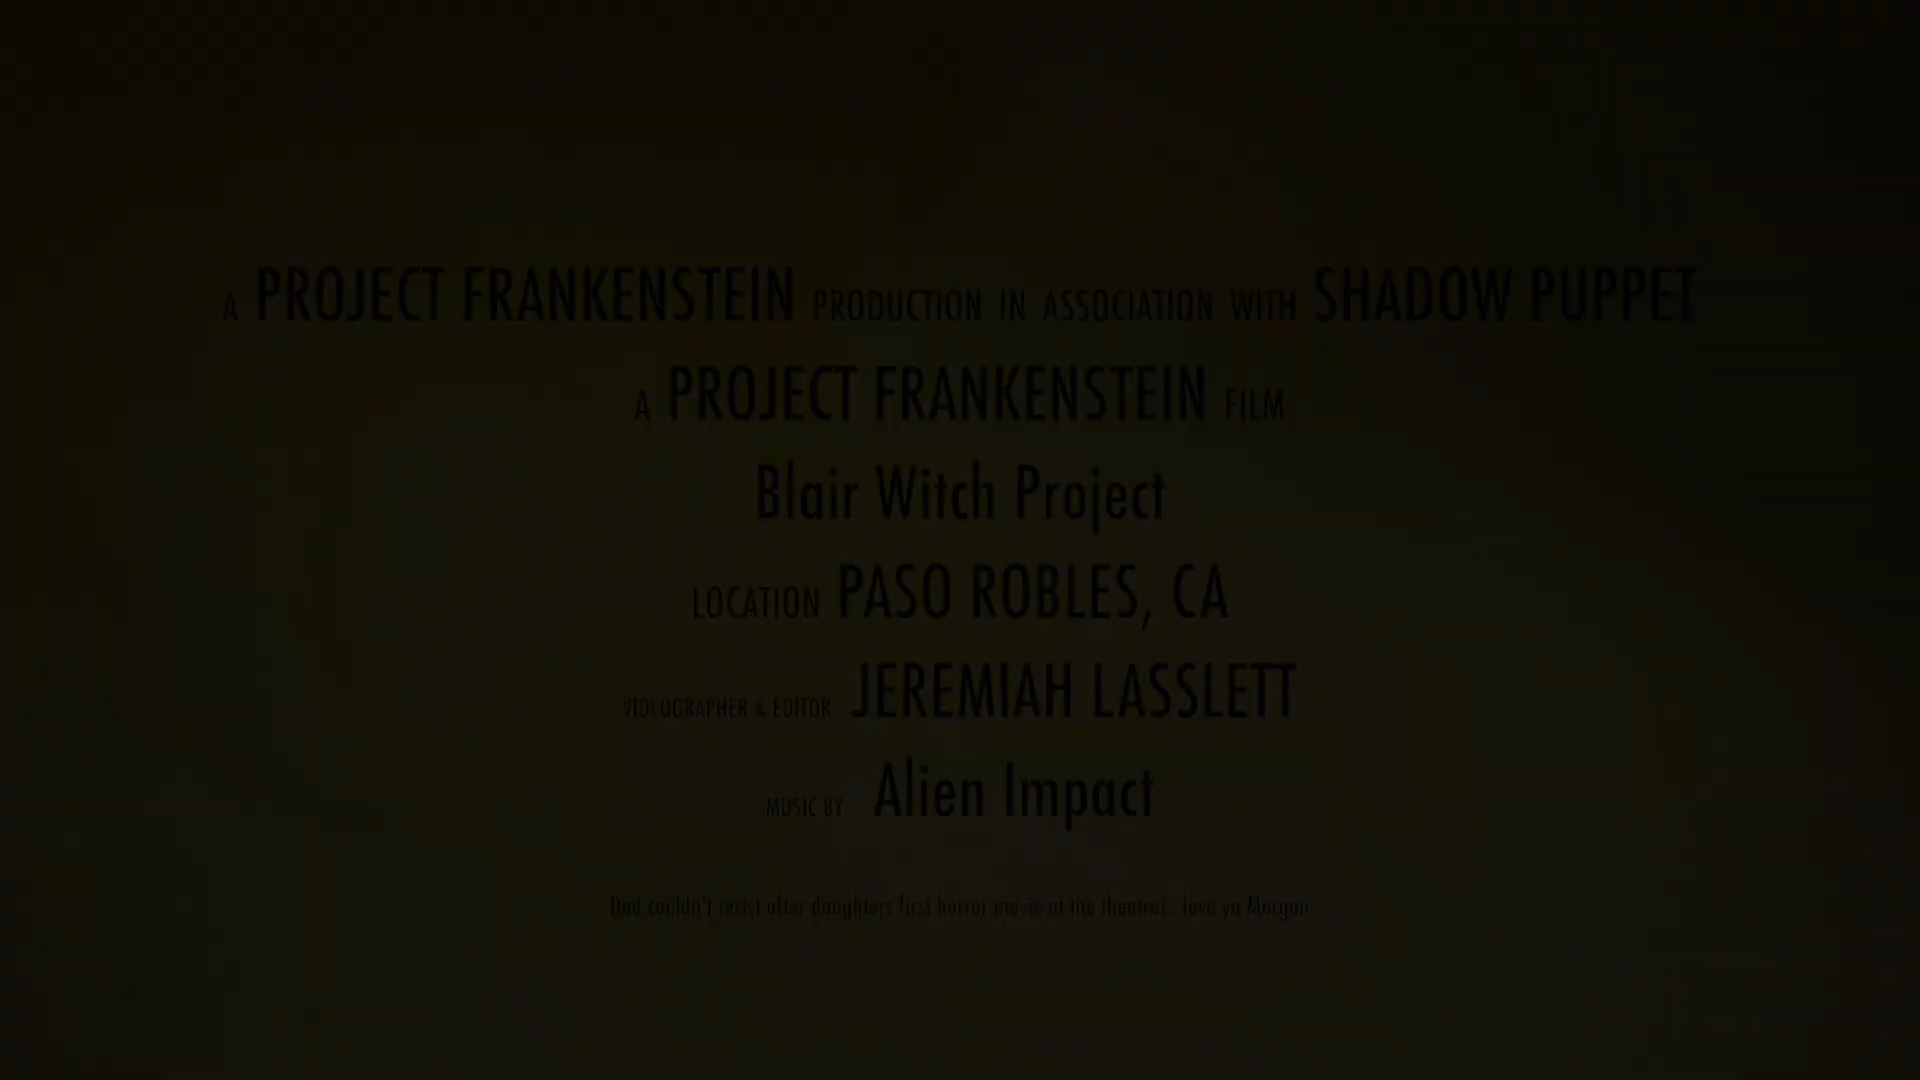 A PROJECT FRANKENSTEIN PRODUCTION IN ASSOCIATION WITH SHADOW PUPPET
A PROJECT FRANKENSTEIN FILM
Blair Witch Project
LOCATION PASO ROBLES, CA
VIDEOGRAPHER & EDITOR JEREMIAH LASSLETT
MUSIC BY Alien Impact
Dad couldn't resist after daughters first horror movie at the theatre!... love ya Morgan